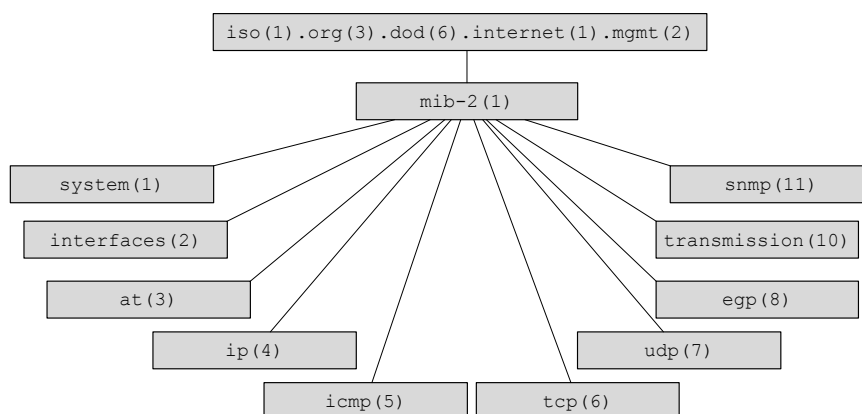 iso(1).org(3).dod(6).internet(1).mgmt(2)
mib-2(1)
system(1)
snmp(11)
interfaces(2)
transmission(10)
at(3)
egp(8)
ip(4)
udp(7)
icmp(5)
tcp(6)